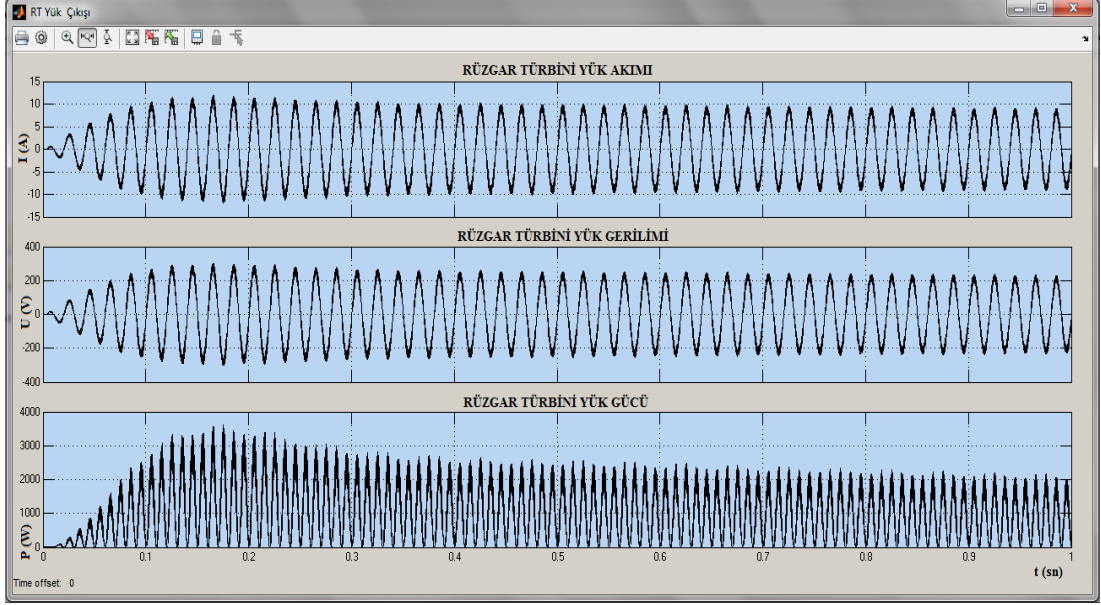 RT Yük Çıkışı
RÜZGAR TÜRBİNİ YÜK AKIMI
I (A)
15
10
5
0
-5
-10
-15
RÜZGAR TÜRBİNİ YÜK GERİLİMİ
U (V)
400
200
0
-200
-400
RÜZGAR TÜRBİNİ YÜK GÜCÜ
P (W)
4000
3000
2000
1000
0
0 0.1 0.2 0.3 0.4 0.5 0.6 0.7 0.8 0.9 1
t (sn)
Time offset: 0